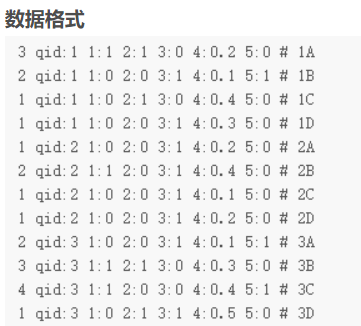 数据格式
3 qid:1 1:1 2:1 3:0 4:0.2 5:0 # 1A
2 qid:1 1:0 2:0 3:1 4:0.1 5:1 # 1B
1 qid:1 1:0 2:1 3:0 4:0.4 5:0 # 1C
1 qid:1 1:0 2:0 3:1 4:0.3 5:0 # 1D
1 qid:2 1:0 2:0 3:1 4:0.2 5:0 # 2A
2 qid:2 1:1 2:0 3:1 4:0.4 5:0 # 2B
1 qid:2 1:0 2:0 3:1 4:0.1 5:0 # 2C
1 qid:2 1:0 2:0 3:1 4:0.2 5:0 # 2D
2 qid:3 1:0 2:0 3:1 4:0.1 5:1 # 3A
3 qid:3 1:1 2:1 3:0 4:0.3 5:0 # 3B
4 qid:3 1:1 2:0 3:0 4:0.4 5:1 # 3C
1 qid:3 1:0 2:1 3:1 4:0.5 5:0 # 3D